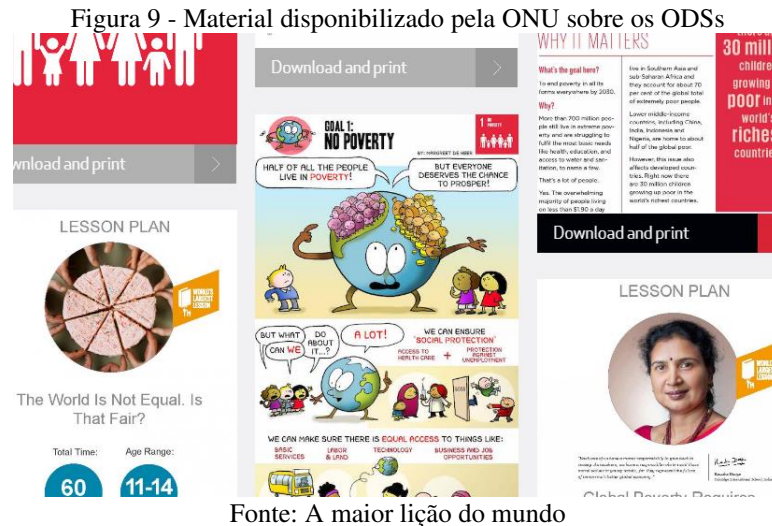 Figura 9 - Material disponibilizado pela ONU sobre os ODSs
wnload and print
LESSON PLAN
WORLD'S
LARGEST
LESSON
TM
The World Is Not Equal. Is
That Fair?
Total Time:
Age Range:
60
11-14
Download and print
GOAL 1:
NO POVERTY
1
HALF OF ALL THE PEOPLE
LIVE IN POVERTY!
BUT EVERYONE
DESERVES THE CHANCE
TO PROSPER!
BUT WHAT
CAN WE
DO
ABOUT
IT...?
A LOT!
WE CAN ENSURE
"SOCIAL PROTECTION"
ACCESS TO
HEALTH CARE
+
PROTECTION
AGAINST
UNEMPLOYMENT
WE CAN MAKE SURE THERE IS EQUAL ACCESS TO THINGS LIKE:
BASIC
SERVICES
LABOR
& LAND
TECHNOLOGY
BUSINESS AND JOB
OPPORTUNITIES
WHY IT MATTERS
What's the goal here?
To end poverty in all its
forms everywhere by 2030.
Why?
More than 700 million peo-
ple still live in extreme pov-
erty and are struggling to
fulfil the most basic needs
like health, education, and
access to water and san-
itation, to name a few.
That's a lot of people.
Yes. The overwhelming
majority of people living
on less than $1.90 a day
live in Southern Asia and
sub-Saharan Africa and
they account for about 70
per cent of the global total
of extremely poor people.
Lower middle-income
countries, including China,
India, Indonesia and
Nigeria, are home to about
half of the global poor.
However, this issue also
affects developed coun-
tries. Right now there
are 30 million children
growing up poor in the
world's richest countries.
30 mill
childre
growing
poor in
world's
riches
countrie
Download and print
LESSON PLAN
Global Poverty Requires
Fonte: A maior lição do mundo